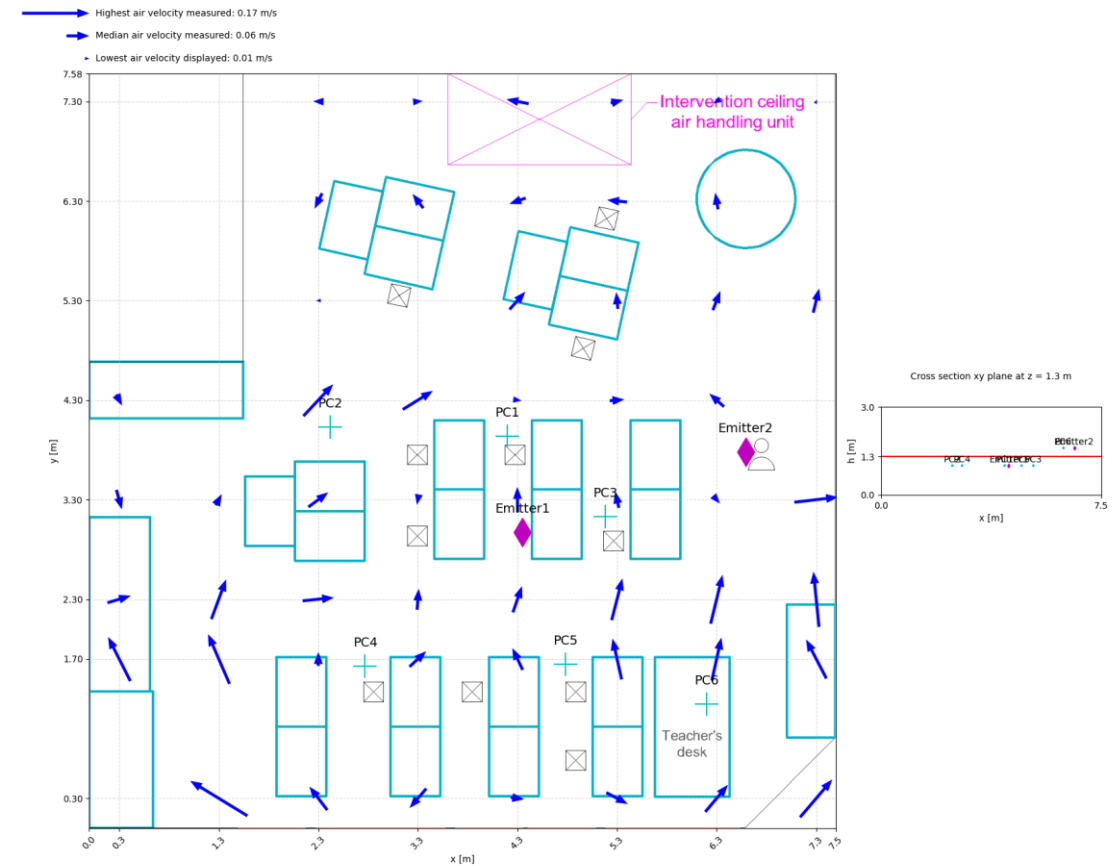 Highest air velocity measured: 0.17 m/s
Median air velocity measured: 0.06 m/s
Lowest air velocity displayed: 0.01 m/s
7.58
7.30
6.30
5.30
4.30
3.30
2.30
1.70
0.30
y [m]
Intervention ceiling
air handling unit
PC2
PC1
Emitter2
PC3
Emitter1
PC4
PC5
PC6
Teacher's
desk
0.0
0.3
1.3
2.3
3.3
4.3
5.3
6.3
7.3
7.5
x [m]
Cross section xy plane at z = 1.3 m
3.0
1.3
0.0
h [m]
0.0
7.5
x [m]